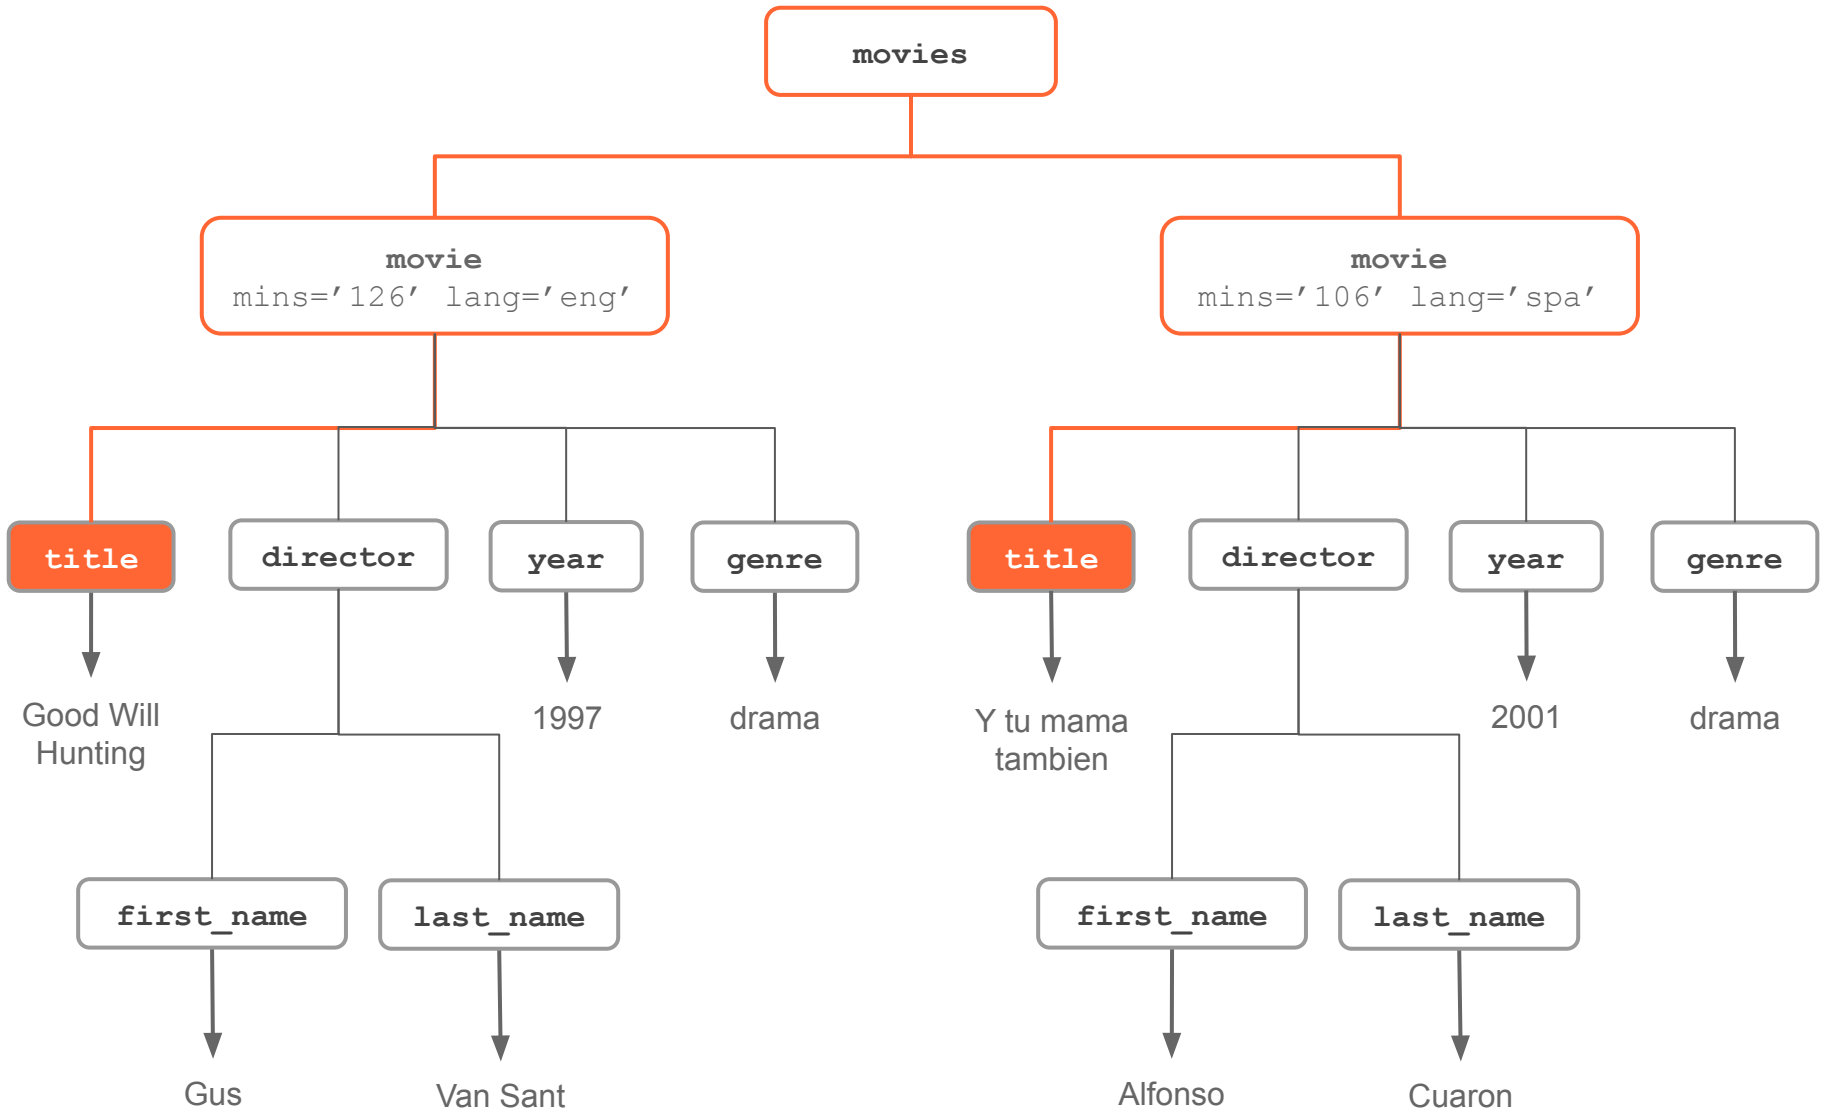 movies
movie
mins=’126’ lang=’eng’
movie
mins=’106’ lang=’spa’
title
director
year
genre
title
director
year
genre
Good Will
Hunting
1997
drama
Y tu mama
tambien
2001
drama
first_name
last_name
first_name
last_name
Gus
Van Sant
Alfonso
Cuaron